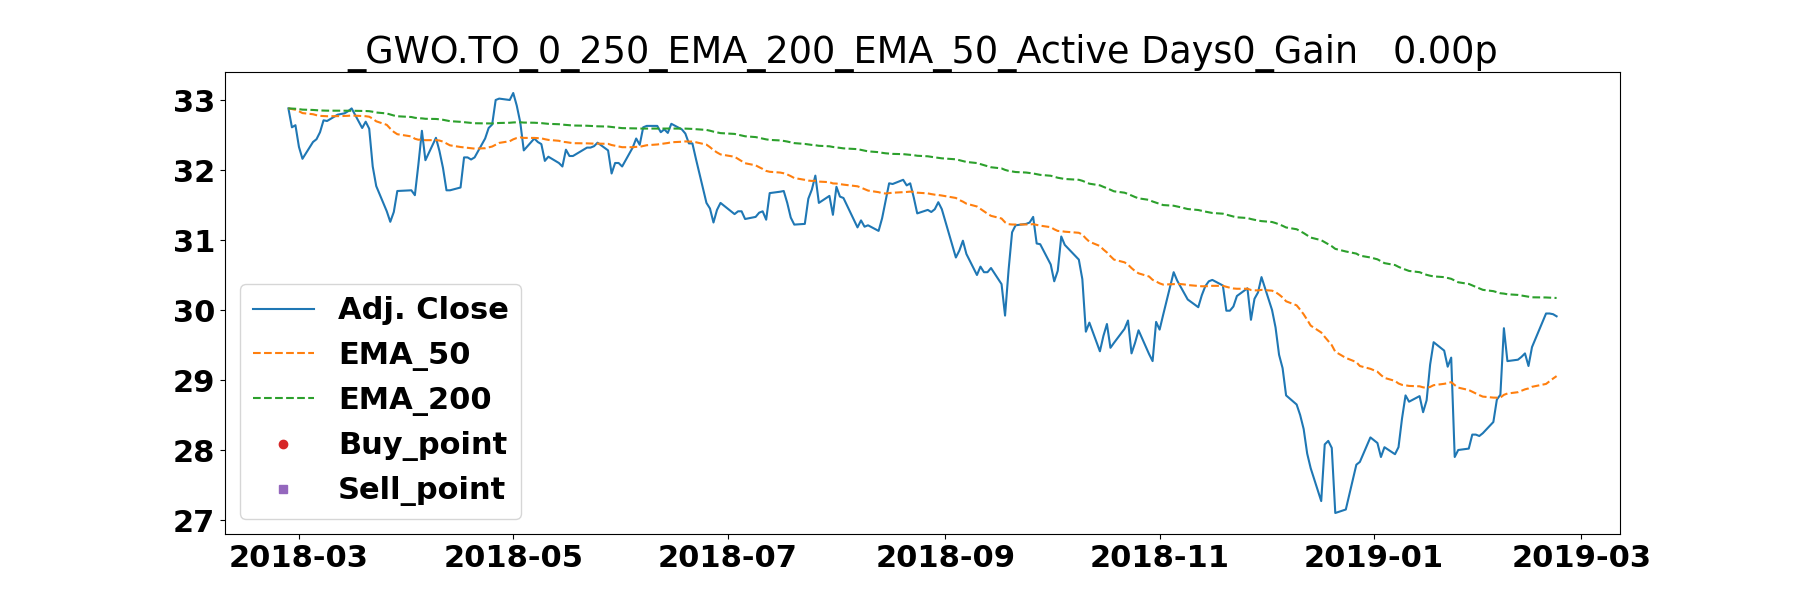 _GWO.TO_0_250_EMA_200_EMA_50_Active Days0_Gain   0.00p
33
32
31
30
29
28
27
Adj. Close
EMA_50
EMA_200
Buy_point
Sell_point
2018-03 2018-05 2018-07 2018-09 2018-11 2019-01 2019-03